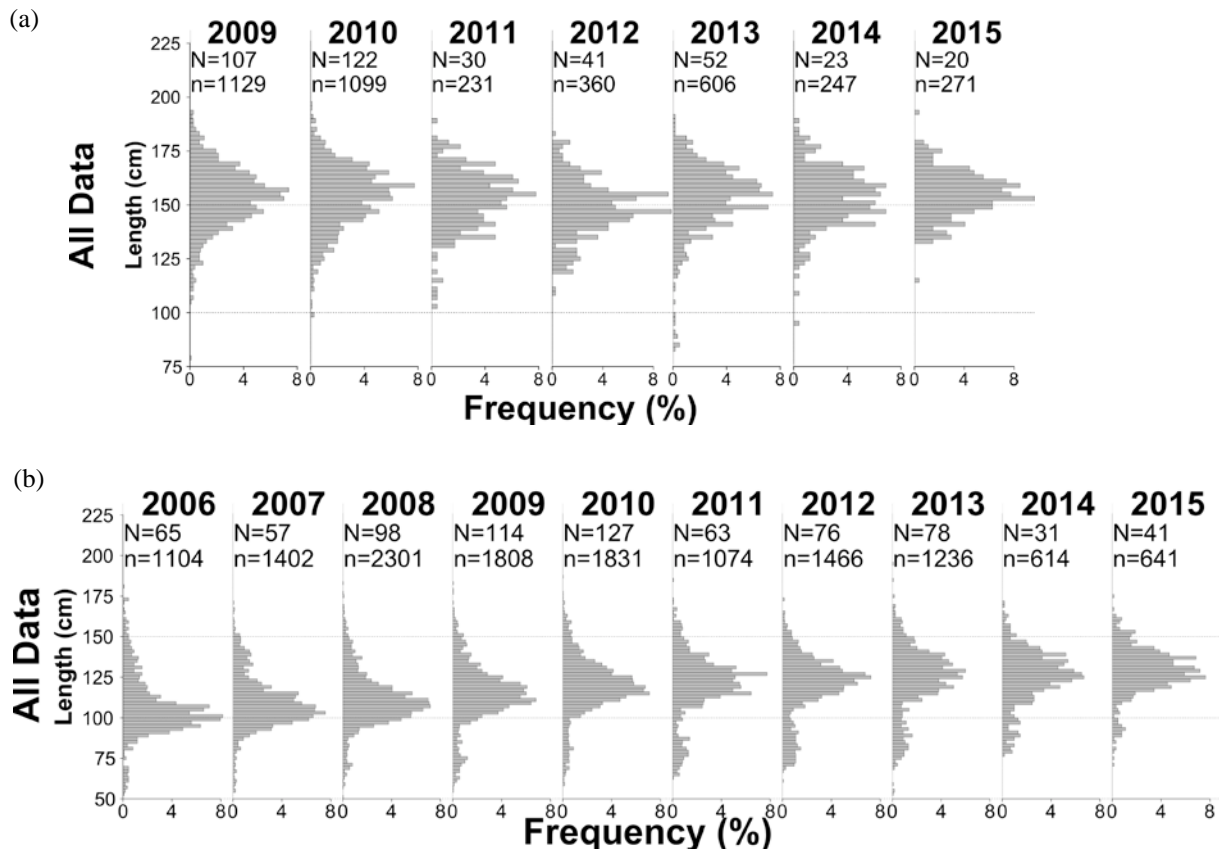 (a)
2009 2010 2011 2012 2013 2014 2015
N=107 N=122 N=30 N=41 N=52 N=23 N=20
n=1129 n=1099 n=231 n=360 n=606 n=247 n=271
All Data
Length (cm)
225
200
175
150
125
100
75
0 4 8 0 4 8 0 4 8 0 4 8 0 4 8 0 4 8 0 4 8
Frequency (%)
(b)
2006 2007 2008 2009 2010 2011 2012 2013 2014 2015
N=65 N=57 N=98 N=114 N=127 N=63 N=76 N=78 N=31 N=41
n=1104 n=1402 n=2301 n=1808 n=1831 n=1074 n=1466 n=1236 n=614 n=641
All Data
Length (cm)
225
200
175
150
125
100
75
50
0 4 8 0 4 8 0 4 8 0 4 8 0 4 8 0 4 8 0 4 8 0 4 8 0 4 8 0 4 8
Frequency (%)